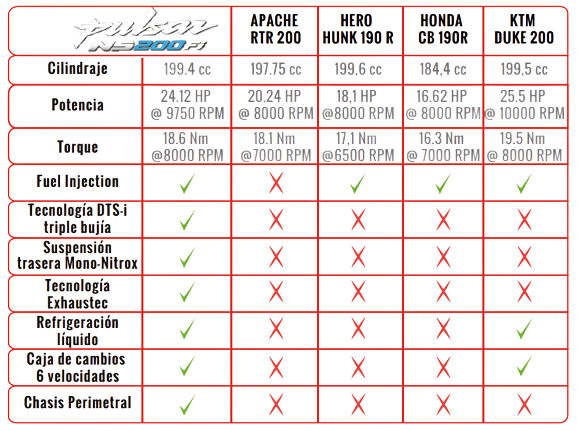 pulsar
NS200 FI
APACHE
RTR 200
HERO
HUNK 190 R
HONDA
CB 190R
KTM
DUKE 200
Cilindraje
199.4 cc
197.75 cc
199,6 cc
184,4 cc
199,5 cc
Potencia
24.12 HP
@ 9750 RPM
20.24 HP
@ 8000 RPM
18,1 HP
@8000 RPM
16.62 HP
@ 8000 RPM
25.5 HP
@ 10000 RPM
Torque
18.6 Nm
@8000 RPM
18.1 Nm
@7000 RPM
17,1 Nm
@6500 RPM
16.3 Nm
@ 7000 RPM
19.5 Nm
@ 8000 RPM
Fuel Injection
Tecnología DTS-i
triple bujía
Suspensión
trasera Mono-Nitrox
Tecnología
Exhaustec
Refrigeración
líquido
Caja de cambios
6 velocidades
Chasis Perimetral